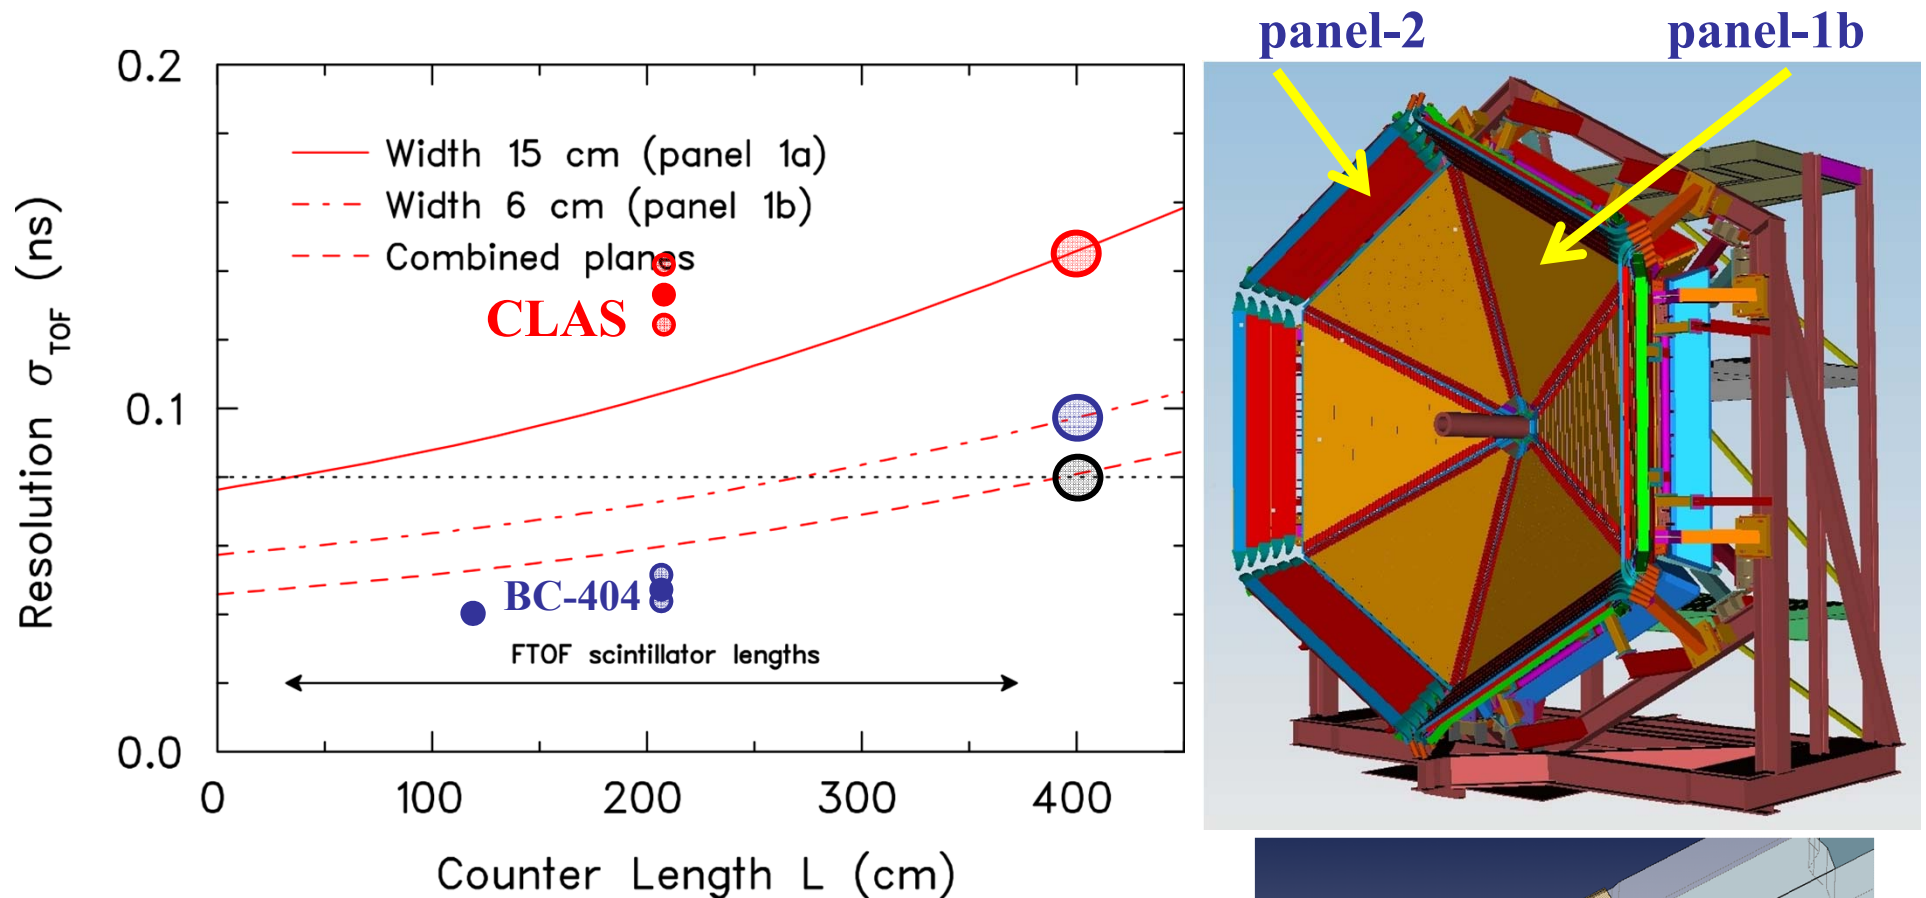 panel-2
panel-1b
0.2
Width 15 cm (panel 1a)
Width 6 cm (panel 1b)
Combined planes
CLAS
0.1
Resolution σTOF (ns)
BC-404
FTOF scintillator lengths
0.0
0 100 200 300 400
Counter Length L (cm)